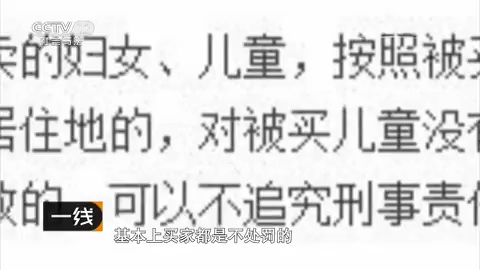 CCTV
卖的妇女、儿童，按照被买
居住地的，对被买儿童没有
救的，可以不追究刑事责任
一线
基本上买家都是不处罚的